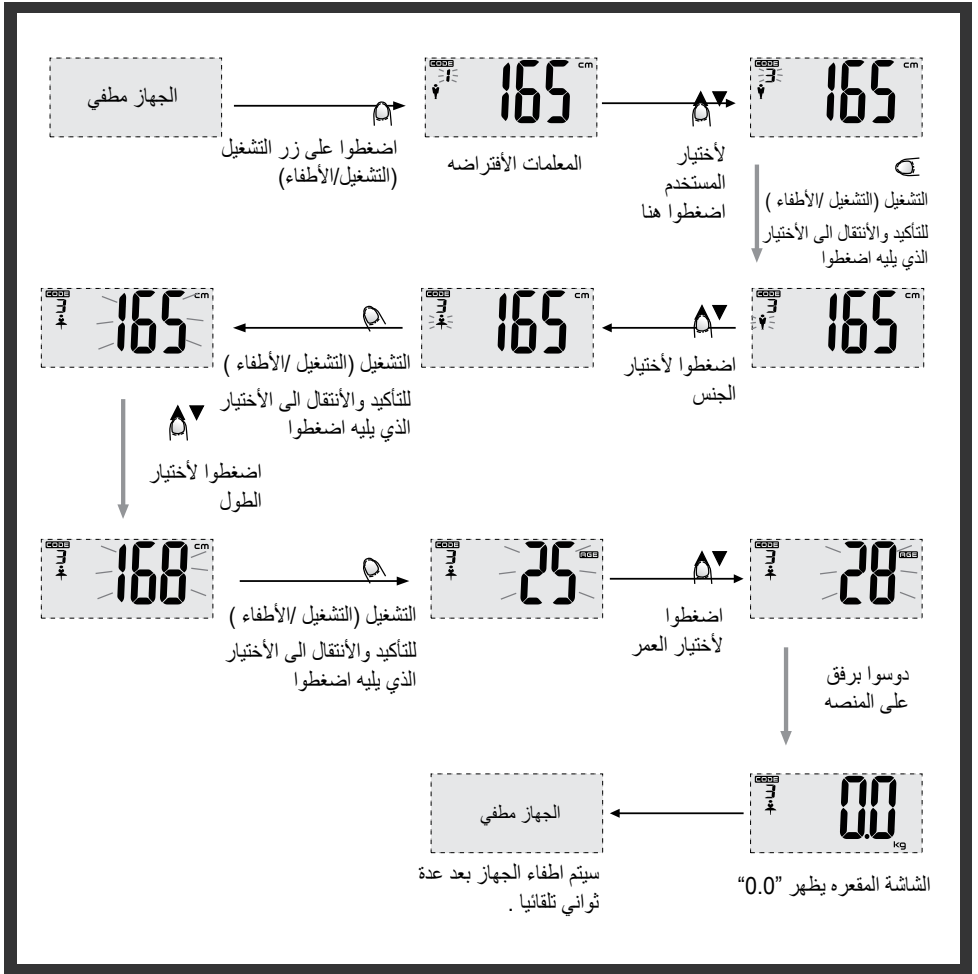 الجهاز مطفي
اضغطوا على زر التشغيل
(التشغيل/الأطفاء)
CODE
1
165 cm
المعلمات الأفتراضه
لأختيار
المستخدم
اضغطوا هنا
CODE
3
165 cm
التشغيل (التشغيل /الأطفاء )
للتأكيد والأنتقال الى الأختيار
الذي يليه اضغطوا
CODE
3
165 cm
اضغطوا لأختيار
الجنس
CODE
3
165 cm
التشغيل (التشغيل /الأطفاء )
للتأكيد والأنتقال الى الأختيار
الذي يليه اضغطوا
CODE
3
165 cm
اضغطوا لأختيار
الطول
CODE
3
168 cm
التشغيل (التشغيل /الأطفاء )
للتأكيد والأنتقال الى الأختيار
الذي يليه اضغطوا
CODE
3
25 AGE
اضغطوا
لأختيار العمر
CODE
3
28 AGE
دوسوا برفق
على المنصه
CODE
3
0.0 kg
الشاشة المقعره يظهر "0.0"
الجهاز مطفي
سيتم اطفاء الجهاز بعد عدة
ثواني تلقائيا .